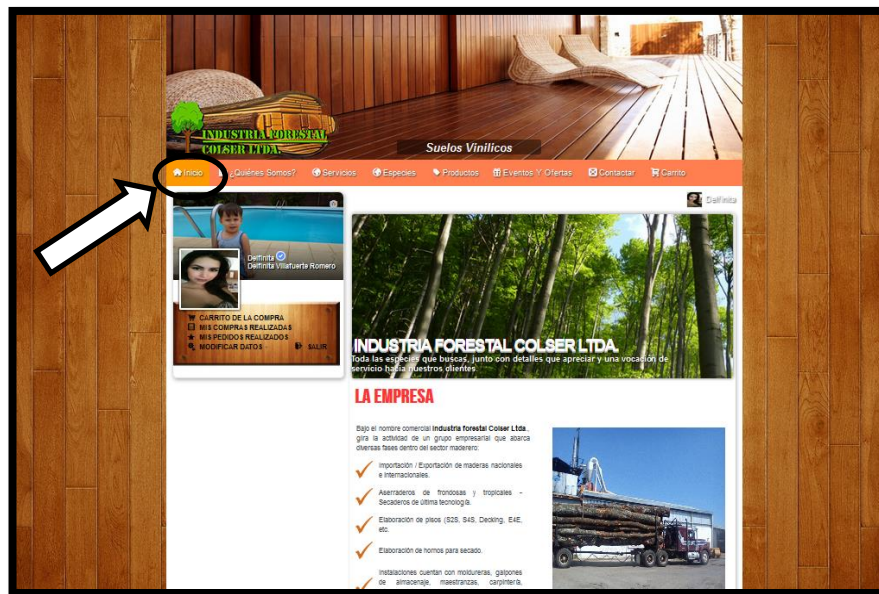 INDUSTRIA FORESTAL
COLSER LTDA.
Suelos Vinílicos
Inicio
¿Quiénes Somos?
Servicios
Especies
Productos
Eventos Y Ofertas
Contactar
Carrito
Delfinita
Delfinita
Delfinita Villafuerte Romero
CARRITO DE LA COMPRA
MIS COMPRAS REALIZADAS
MIS PEDIDOS REALIZADOS
MODIFICAR DATOS
SALIR
INDUSTRIA FORESTAL COLSER LTDA.
Toda las especies que buscas, junto con detalles que apreciar y una vocación de
servicio hacia nuestros clientes.
LA EMPRESA
Bajo el nombre comercial Industria forestal Colser Ltda.,
gira la actividad de un grupo empresarial que abarca
diversas fases dentro del sector maderero:
Importación / Exportación de maderas nacionales
e Internacionales.
Aserraderos de frondosas y tropicales -
Secaderos de última tecnología.
Elaboración de pisos (S2S, S4S, Decking, E4E,
etc.
Elaboración de hornos para secado.
Instalaciones cuentan con moldureras, galpones
de almacenaje, maestranzas, carpintería,